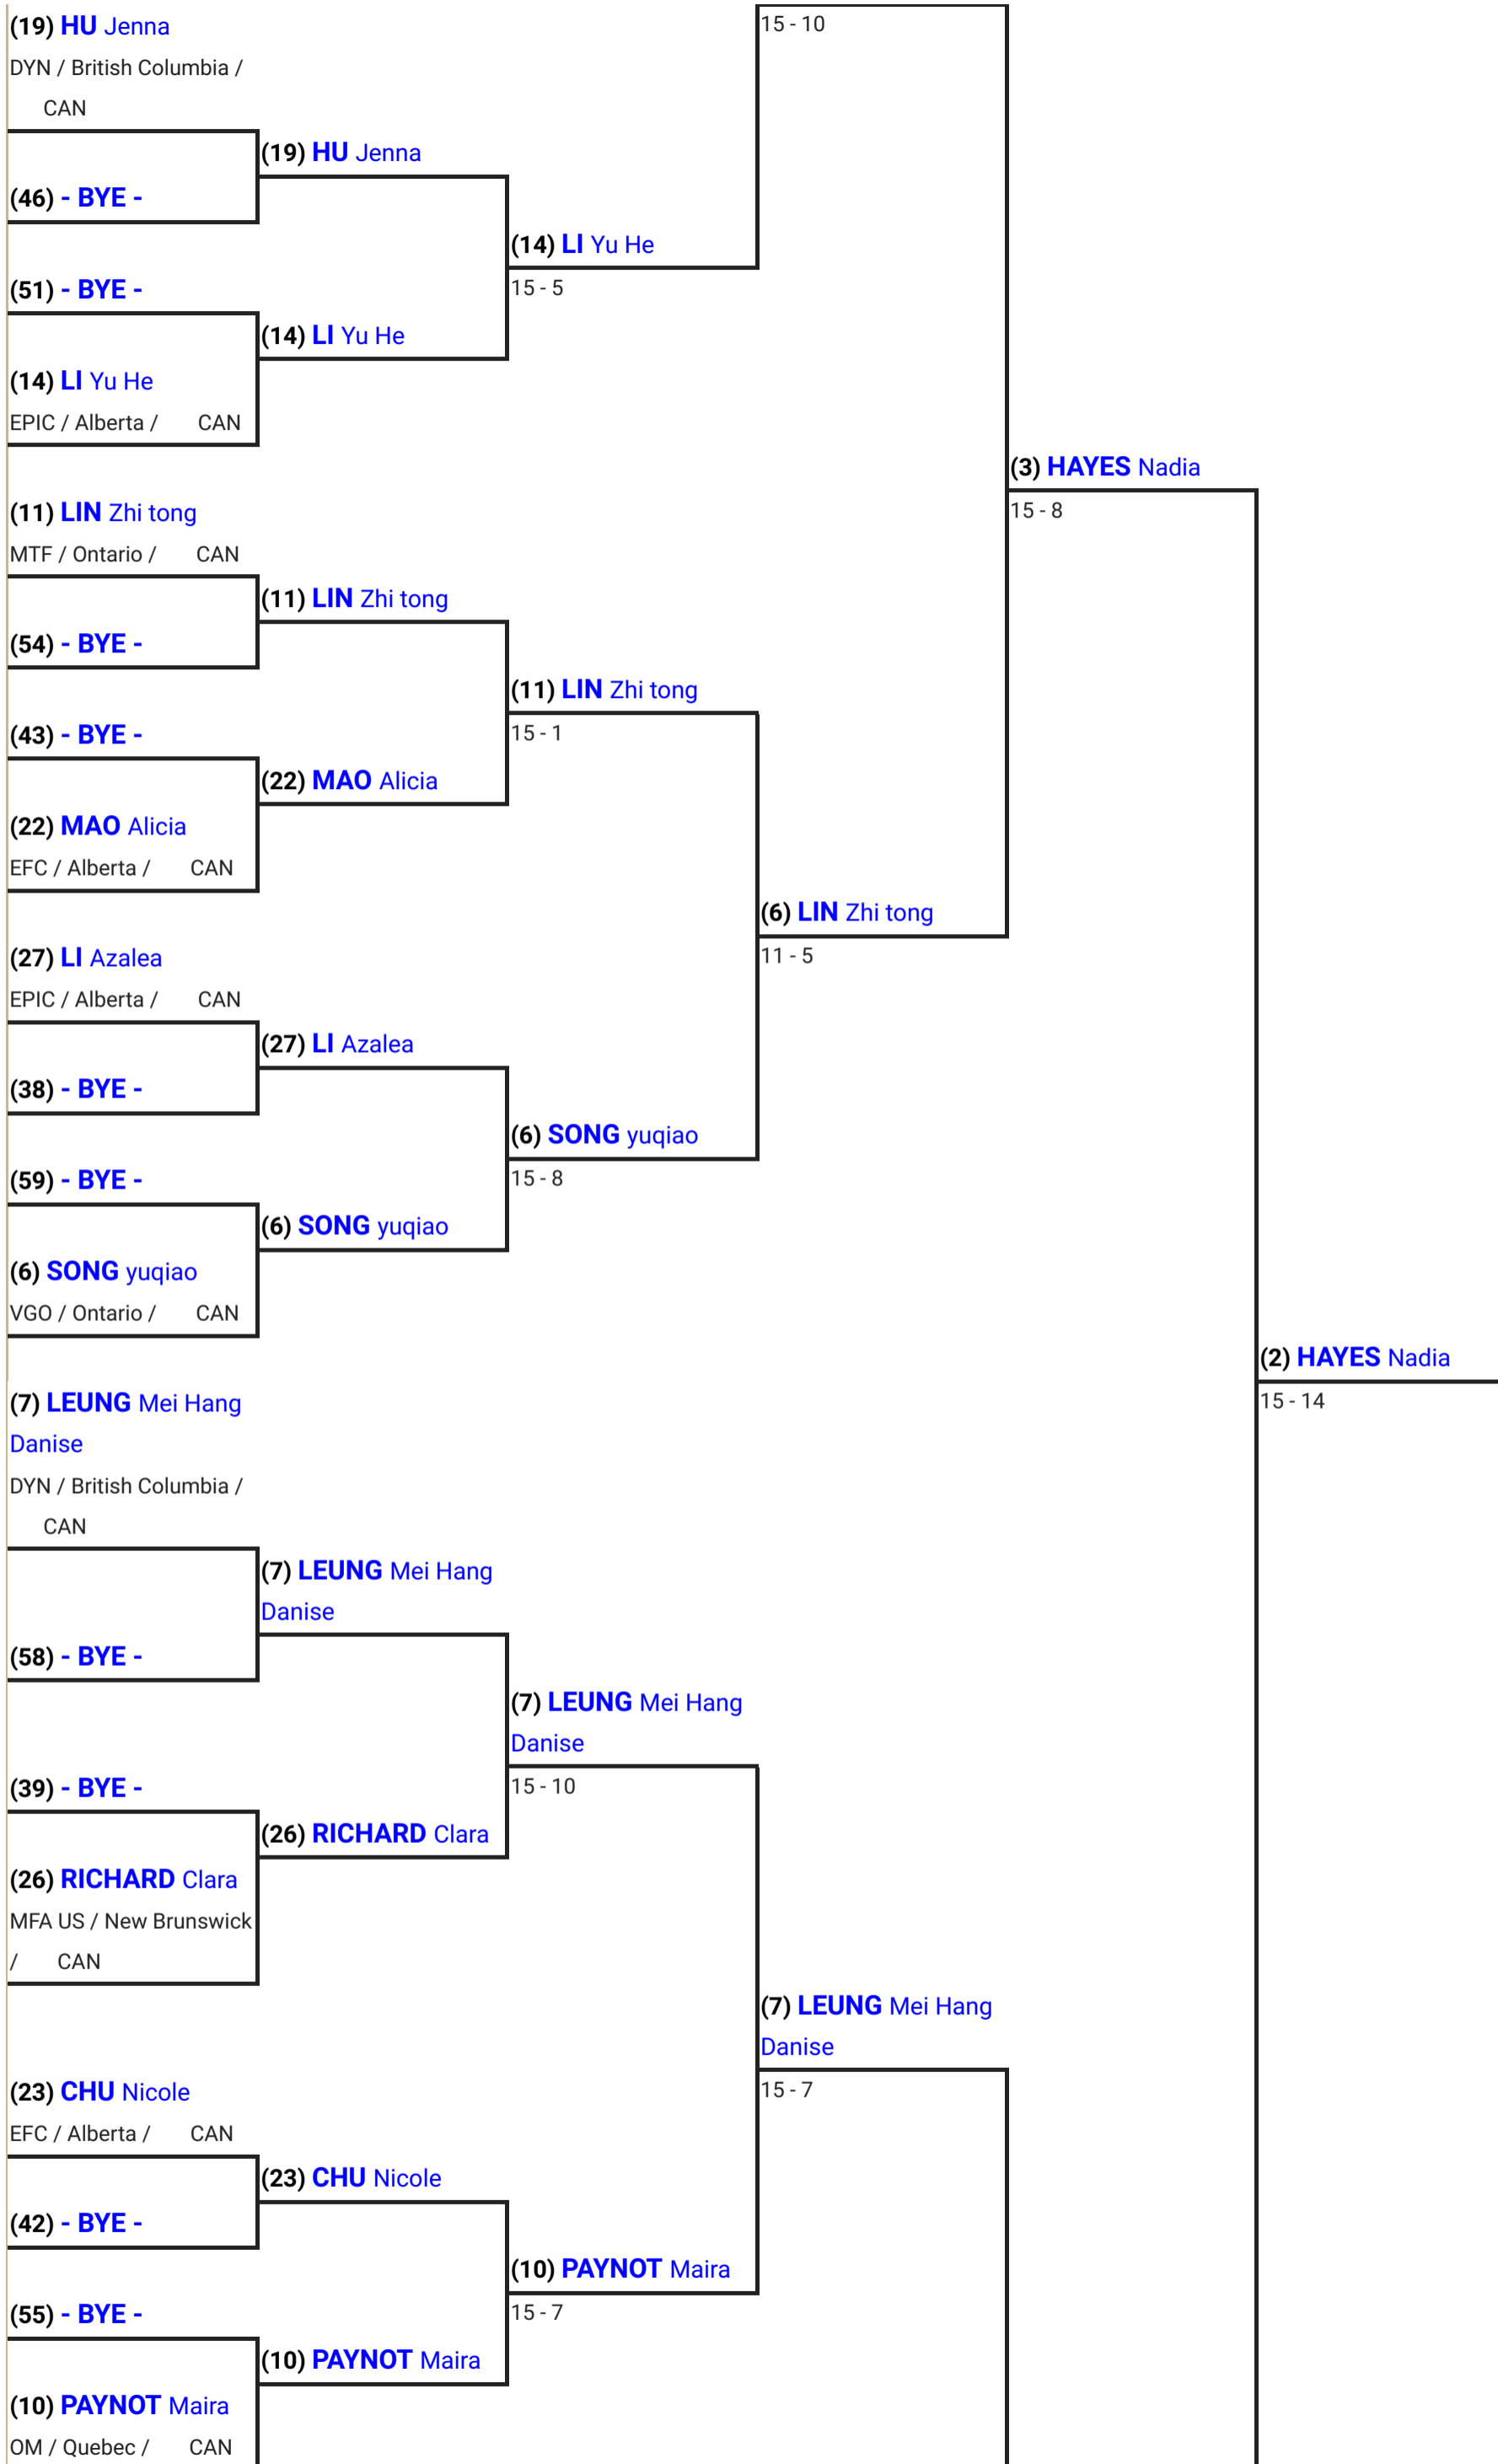 (19) HU Jenna
DYN / British Columbia /
CAN
(46) - BYE -
(51) - BYE -
(14) LI Yu He
EPIC / Alberta / CAN
(11) LIN Zhi tong
MTF / Ontario / CAN
(54) - BYE -
(43) - BYE -
(22) MAO Alicia
EFC / Alberta / CAN
(27) LI Azalea
EPIC / Alberta / CAN
(38) - BYE -
(59) - BYE -
(6) SONG yuqiao
VGO / Ontario / CAN
(7) LEUNG Mei Hang
Danise
DYN / British Columbia /
CAN
(58) - BYE -
(39) - BYE -
(26) RICHARD Clara
MFA US / New Brunswick
/ CAN
(23) CHU Nicole
EFC / Alberta / CAN
(42) - BYE -
(55) - BYE -
(10) PAYNOT Maira
OM / Quebec / CAN
(19) HU Jenna
(14) LI Yu He
(11) LIN Zhi tong
(22) MAO Alicia
(27) LI Azalea
(6) SONG yuqiao
(7) LEUNG Mei Hang
Danise
(26) RICHARD Clara
(23) CHU Nicole
(10) PAYNOT Maira
(14) LI Yu He
15 - 5
(11) LIN Zhi tong
15 - 1
(6) SONG yuqiao
15 - 8
(7) LEUNG Mei Hang
Danise
15 - 10
(10) PAYNOT Maira
15 - 7
15 - 10
(6) LIN Zhi tong
11 - 5
(7) LEUNG Mei Hang
Danise
15 - 7
(3) HAYES Nadia
15 - 8
(2) HAYES Nadia
15 - 14